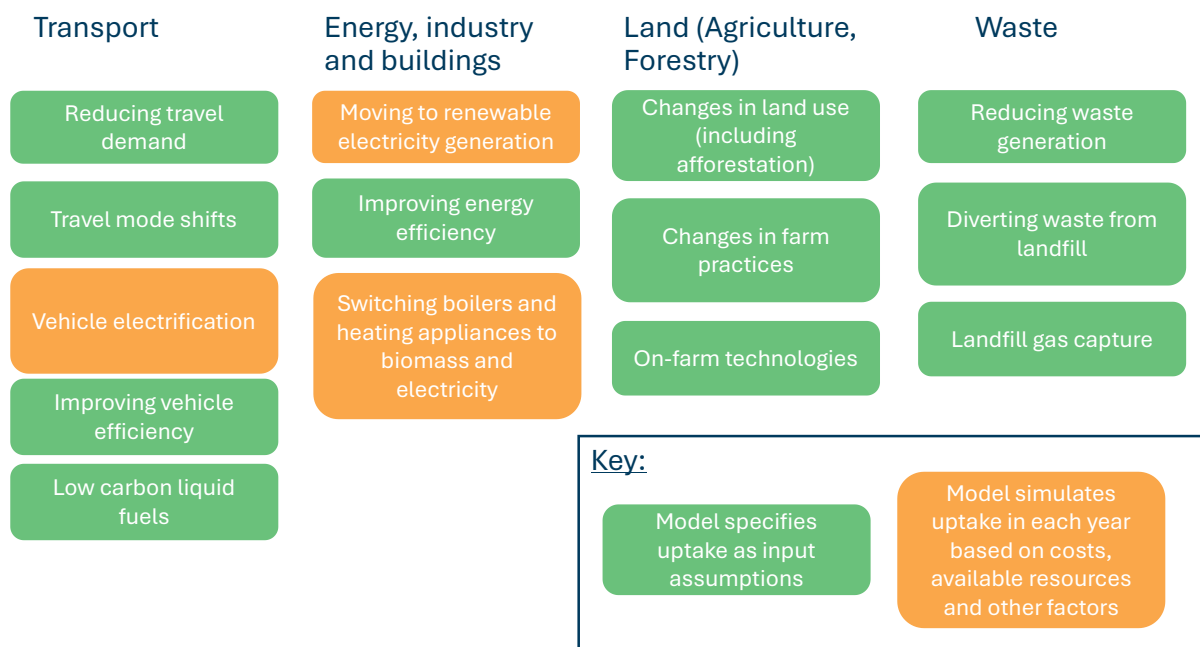 Transport
Reducing travel
demand
Travel mode shifts
Vehicle electrification
Improving vehicle
efficiency
Low carbon liquid
fuels
Energy, industry
and buildings
Moving to renewable
electricity generation
Improving energy
efficiency
Switching boilers and
heating appliances to
biomass and
electricity
Land (Agriculture,
Forestry)
Changes in land use
(including
afforestation)
Changes in farm
practices
On-farm technologies
Waste
Reducing waste
generation
Diverting waste from
landfill
Landfill gas capture
Key:
Model specifies
uptake as input
assumptions
Model simulates
uptake in each year
based on costs,
available resources
and other factors